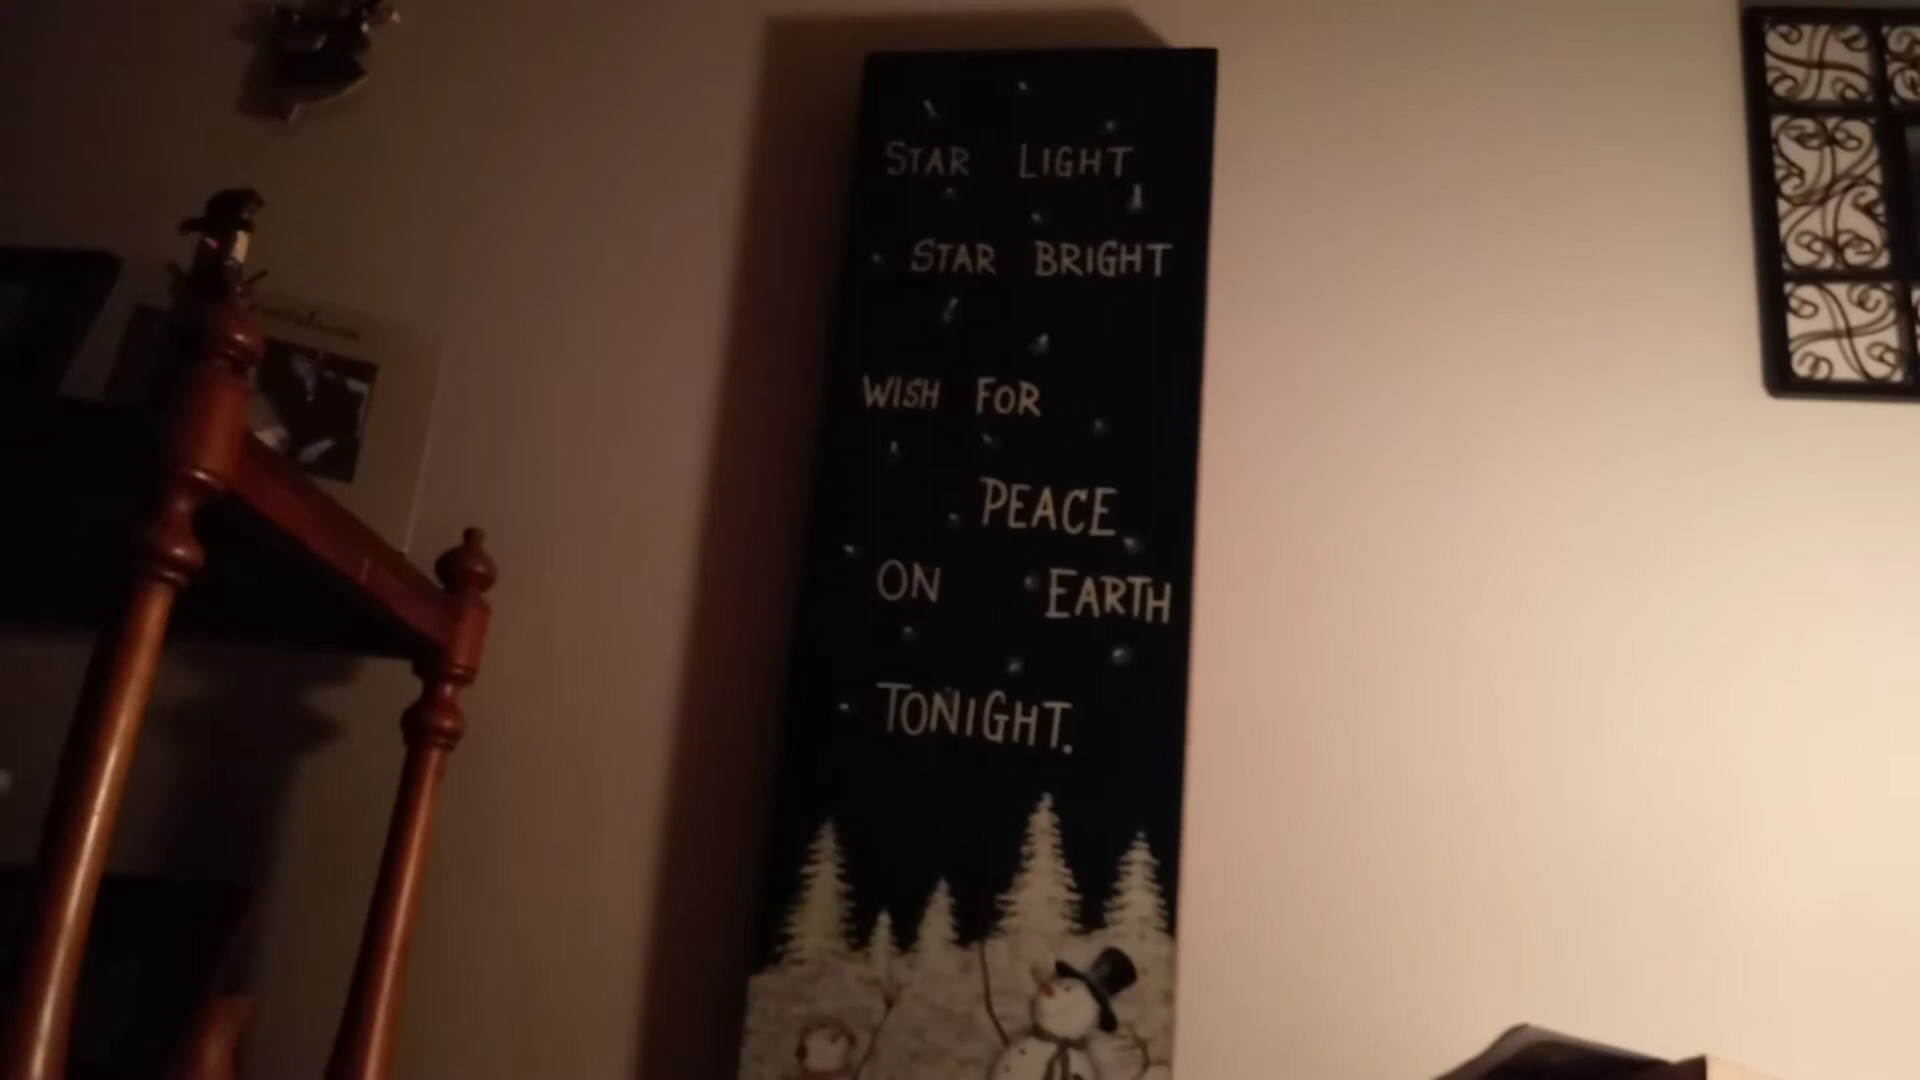 STAR LIGHT
STAR BRIGHT
WISH FOR
PEACE
ON EARTH
TONIGHT.